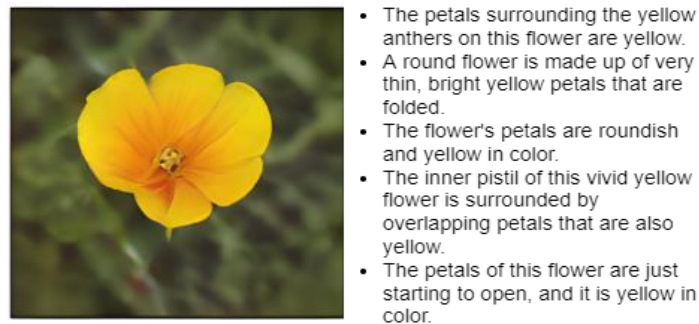 • The petals surrounding the yellow
anthers on this flower are yellow.
• A round flower is made up of very
thin, bright yellow petals that are
folded.
• The flower's petals are roundish
and yellow in color.
• The inner pistil of this vivid yellow
flower is surrounded by
overlapping petals that are also
yellow.
• The petals of this flower are just
starting to open, and it is yellow in
color.